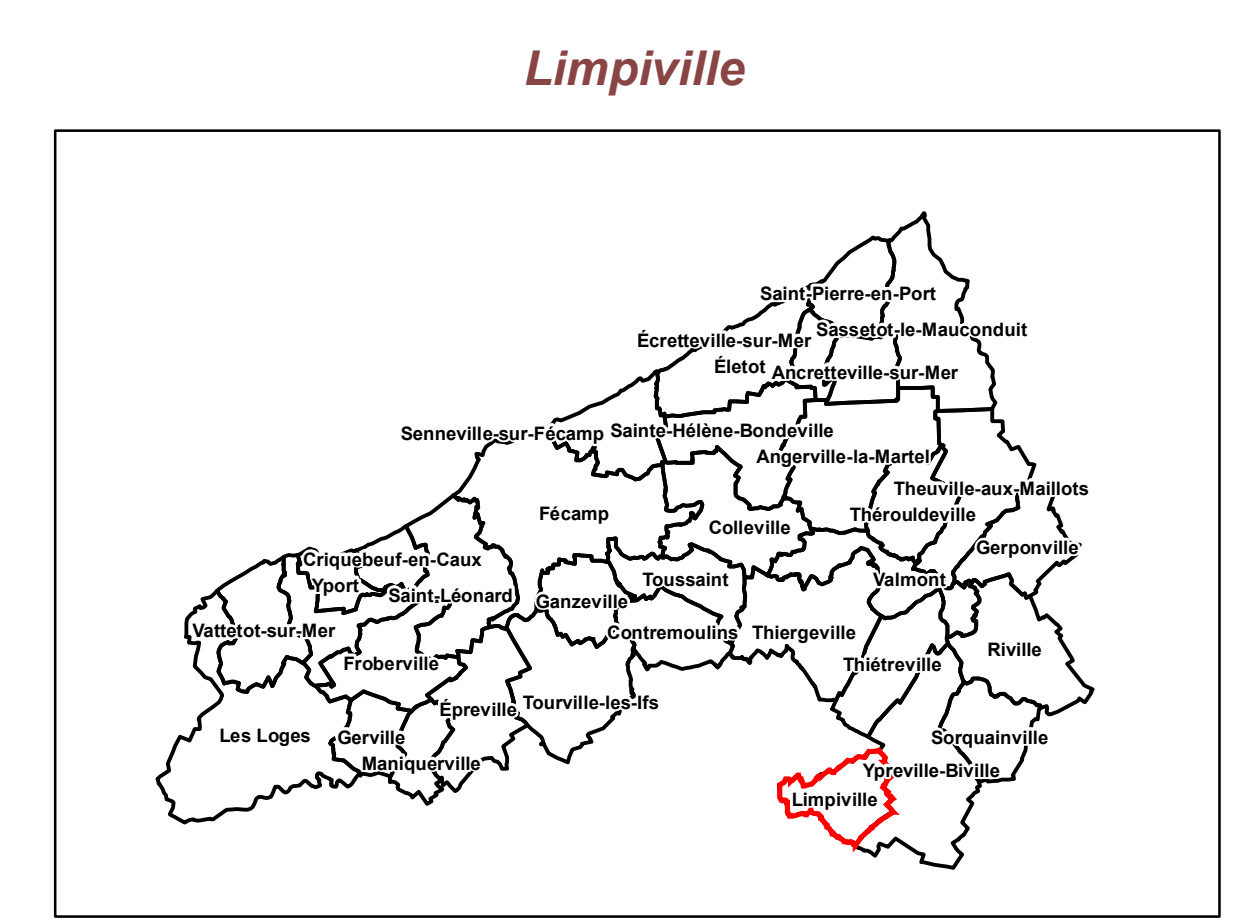 Limpiville
Saint-Pierre-en-Port
Sassetot-le-Mauconduit
Écretteville-sur-Mer
Életot
Ancretteville-sur-Mer
Senneville-sur-Fécamp
Sainte-Hélène-Bondeville
Angerville-la-Martel
Theuville-aux-Maillots
Fécamp
Thérouldeville
Colleville
Gerponville
Criquebeuf-en-Caux
Toussaint
Valmont
Yport
Saint-Léonard
Ganzeville
Vattetot-sur-Mer
Contremoulins
Thiergeville
Riville
Froberville
Thiétreville
Tourville-les-Ifs
Épreville
Les Loges
Gerville
Sorquainville
Maniquerville
Ypreville-Biville
Limpiville